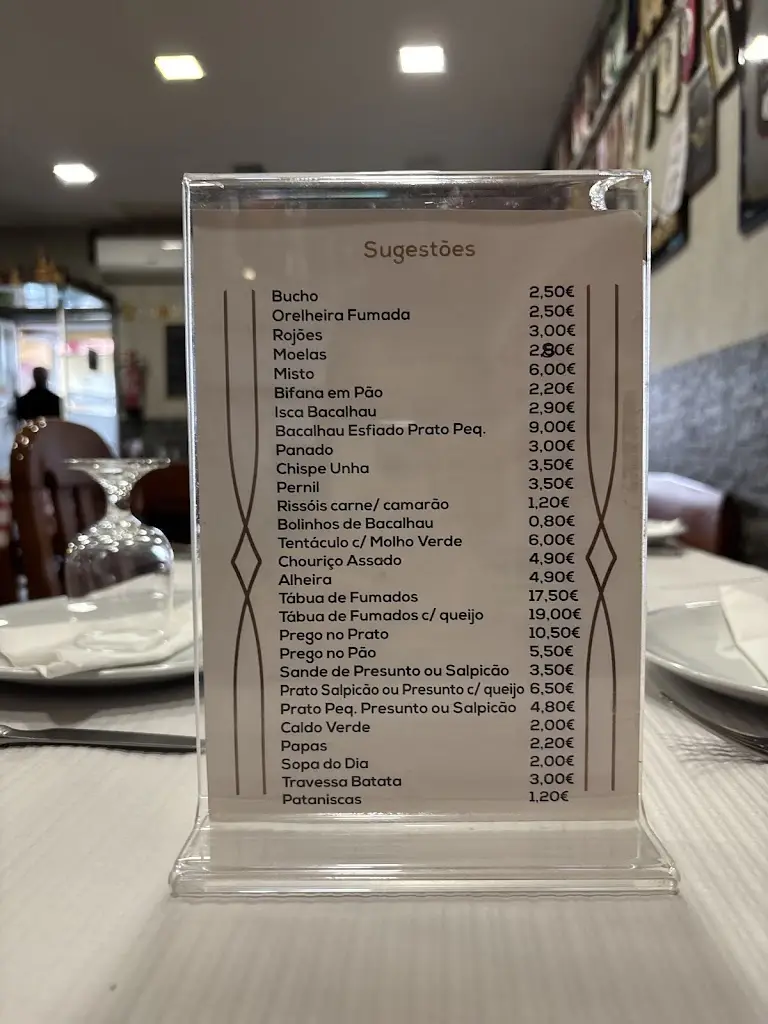 Sugestões
Bucho 2,50€
Orelheira Fumada 2,50€
Rojões 3,00€
Moelas 2,80€
Misto 6,00€
Bifana em Pão 2,20€
Isca Bacalhau 2,90€
Bacalhau Esfiado Prato Peq. 9,00€
Panado 3,00€
Chispe Unha 3,50€
Pernil 3,50€
Rissóis carne/ camarão 1,20€
Bolinhos de Bacalhau 0,80€
Tentáculo c/ Molho Verde 6,00€
Chouriço Assado 4,90€
Alheira 4,90€
Tábua de Fumados 17,50€
Tábua de Fumados c/ queijo 19,00€
Prego no Prato 10,50€
Prego no Pão 5,50€
Sande de Presunto ou Salpicão 3,50€
Prato Salpicão ou Presunto c/ queijo 6,50€
Prato Peq. Presunto ou Salpicão 4,80€
Caldo Verde 2,00€
Papas 2,20€
Sopa do Dia 2,00€
Travessa Batata 3,00€
Pataniscas 1,20€